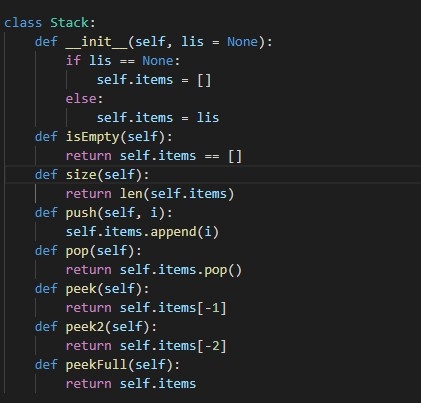 class Stack:
    def __init__(self, lis = None):
        if lis == None:
            self.items = []
        else:
            self.items = lis
    def isEmpty(self):
        return self.items == []
    def size(self):
        return len(self.items)
    def push(self, i):
        self.items.append(i)
    def pop(self):
        return self.items.pop()
    def peek(self):
        return self.items[-1]
    def peek2(self):
        return self.items[-2]
    def peekFull(self):
        return self.items